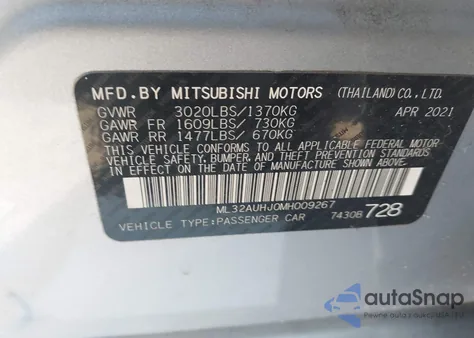 MFD. BY MITSUBISHI MOTORS (THAILAND) CO., LTD.
GVWR 3020LBS/1370KG APR 2021
GAWR FR 1609LBS/ 730KG
GAWR RR 1477LBS/ 670KG
THIS VEHICLE CONFORMS TO ALL APPLICABLE FEDERAL MOTOR
VEHICLE SAFETY, BUMPER, AND THEFT PREVENTION STANDARDS
IN EFFECT ON THE DATE OF MANUFACTURE SHOWN ABOVE.
ML32AUHJ0MH009267
VEHICLE TYPE:PASSENGER CAR 7430B 728
autoSnap